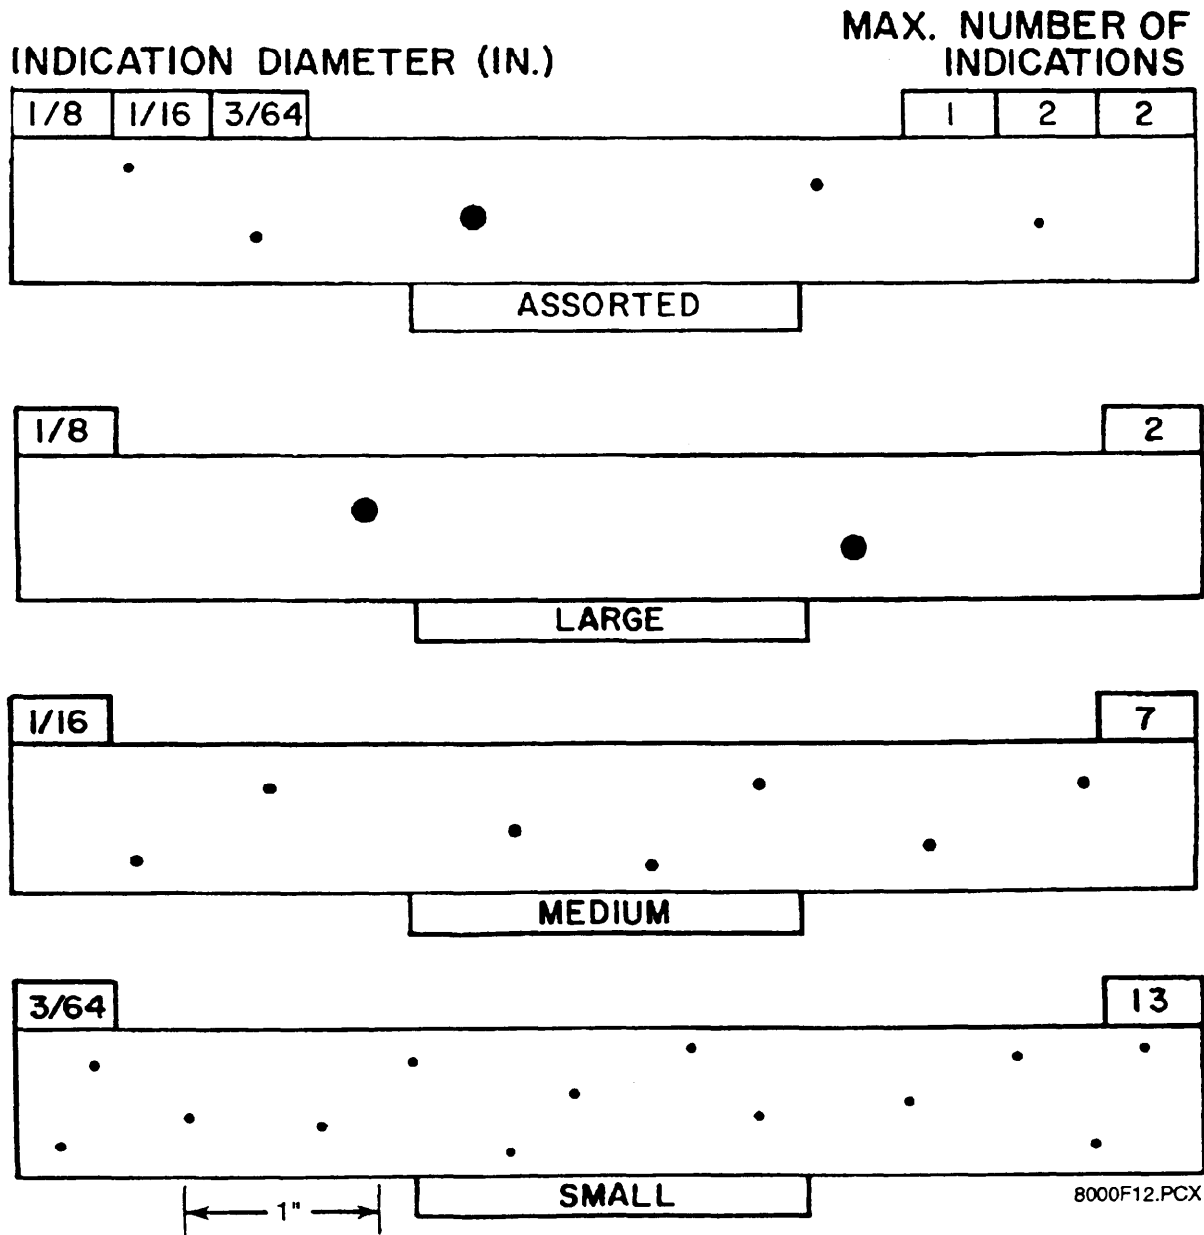 MAX. NUMBER OF
INDICATION DIAMETER (IN.) INDICATIONS
1/8 1/16 3/64 1 2 2
ASSORTED
1/8 2
LARGE
1/16 7
MEDIUM
3/64 13
SMALL
1"
8000F12.PCX